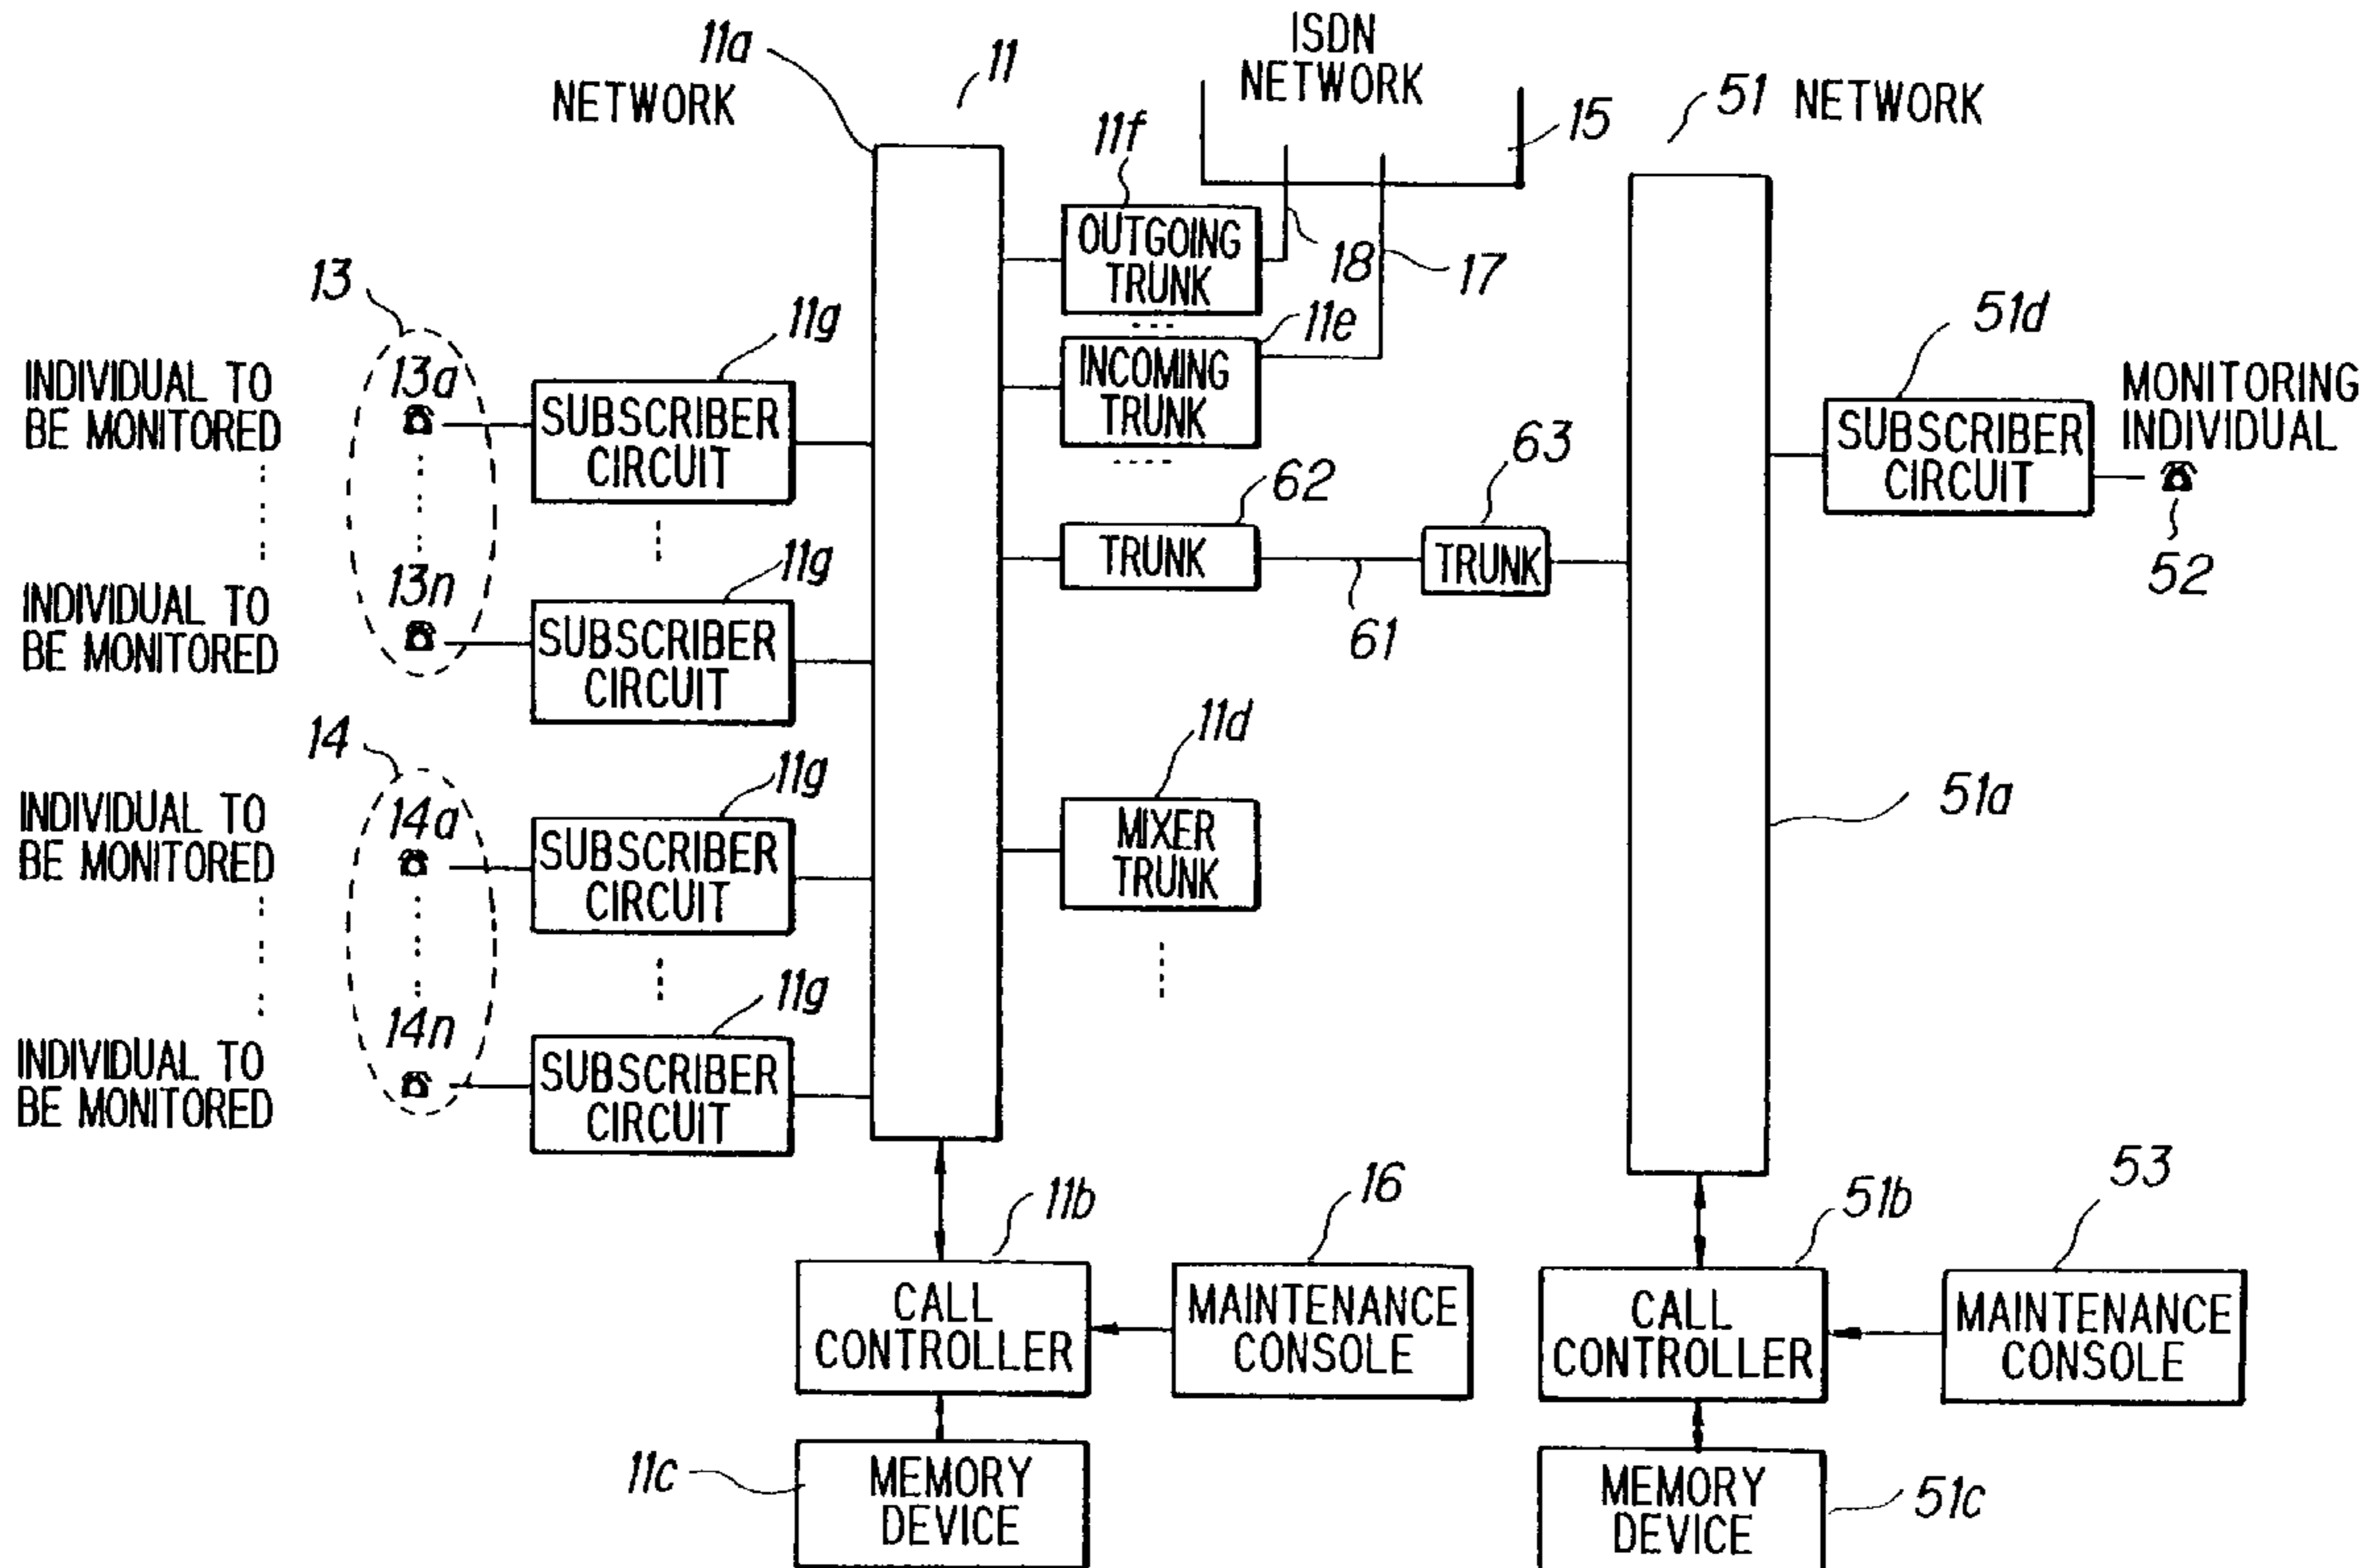 11a
11
ISDN
NETWORK
NETWORK
51 NETWORK
15
11f
OUTGOING
TRUNK
18
17
13
11g
11e
51d
INDIVIDUAL TO
BE MONITORED
13a
SUBSCRIBER
CIRCUIT
INCOMING
TRUNK
MONITORING
INDIVIDUAL
SUBSCRIBER
CIRCUIT
52
62
63
11g
TRUNK
TRUNK
61
INDIVIDUAL TO
BE MONITORED
13n
SUBSCRIBER
CIRCUIT
14
11g
11d
INDIVIDUAL TO
BE MONITORED
14a
SUBSCRIBER
CIRCUIT
MIXER
TRUNK
51a
11g
INDIVIDUAL TO
BE MONITORED
14n
SUBSCRIBER
CIRCUIT
11b
16
51b
53
CALL
CONTROLLER
MAINTENANCE
CONSOLE
CALL
CONTROLLER
MAINTENANCE
CONSOLE
11c
MEMORY
DEVICE
MEMORY
DEVICE
51c